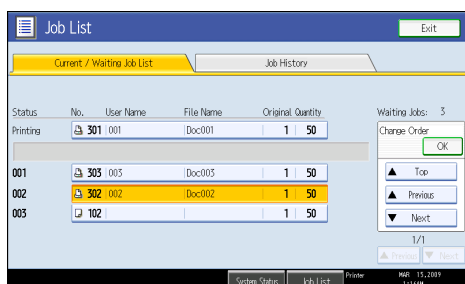 Job List
Exit
Current / Waiting Job List
Job History
Status No. User Name File Name Original Quantity
Waiting Jobs: 3
Printing 301 001 Doc001 1 50
Change Order
OK
001 303 003 Doc003 1 50
▲ Top
002 302 002 Doc002 1 50
▲ Previous
003 102 1 50
▼ Next
1/1
▲ Previous ▼ Next
System Status Job List Printer MAR 15,2009